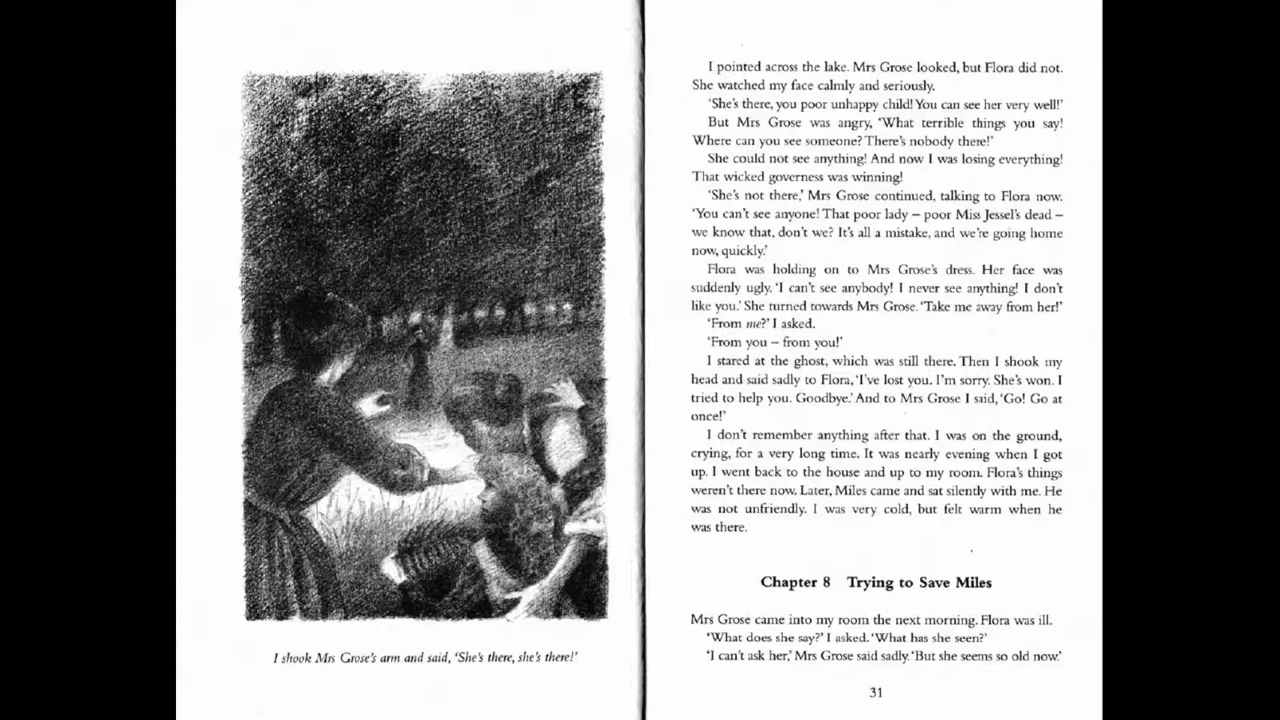 I shook Mrs Grose's arm and said, 'She's there, she's there!'
I pointed across the lake. Mrs Grose looked, but Flora did not.
She watched my face calmly and seriously.
'She's there, you poor unhappy child! You can see her very well!'
But Mrs Grose was angry, 'What terrible things you say!
Where can you see someone? There's nobody there!'
She could not see anything! And now I was losing everything!
That wicked governess was winning!
'She's not there,' Mrs Grose continued, talking to Flora now.
'You can't see anyone! That poor lady – poor Miss Jessel's dead –
we know that, don't we? It's all a mistake, and we're going home
now, quickly.'
Flora was holding on to Mrs Grose's dress. Her face was
suddenly ugly. 'I can't see anybody! I never see anything! I don't
like you.' She turned towards Mrs Grose. 'Take me away from her!'
'From me?' I asked.
'From you – from you!'
I stared at the ghost, which was still there. Then I shook my
head and said sadly to Flora, 'I've lost you. I'm sorry. She's won. I
tried to help you. Goodbye.' And to Mrs Grose I said, 'Go! Go at
once!'
I don't remember anything after that. I was on the ground,
crying, for a very long time. It was nearly evening when I got
up. I went back to the house and up to my room. Flora's things
weren't there now. Later, Miles came and sat silently with me. He
was not unfriendly. I was very cold, but felt warm when he
was there.
Chapter 8 Trying to Save Miles
Mrs Grose came into my room the next morning. Flora was ill.
'What does she say?' I asked. 'What has she seen?'
'I can't ask her,' Mrs Grose said sadly. 'But she seems so old now.'
31